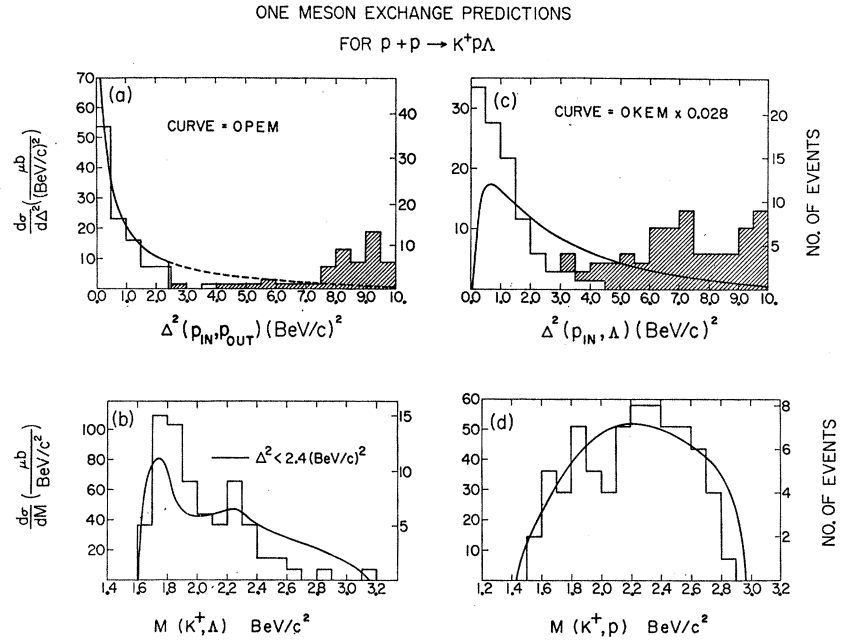 ONE MESON EXCHANGE PREDICTIONS
FOR p + p → K⁺pΛ
(a)
CURVE = OPEM
70
60
50
40
30
20
10
40
30
20
10
0.0 1.0 2.0 3.0 4.0 5.0 6.0 7.0 8.0 9.0 10.
dσ/dΔ² (μb/(BeV/c)²)
Δ² (p_IN, p_OUT) (BeV/c)²
(c)
CURVE = OKEM x 0.028
30
20
10
20
15
10
5
0.0 1.0 2.0 3.0 4.0 5.0 6.0 7.0 8.0 9.0 10.
NO. OF EVENTS
Δ² (p_IN, Λ) (BeV/c)²
(b)
Δ² < 2.4 (BeV/c)²
100
80
60
40
20
15
10
5
1.4 1.6 1.8 2.0 2.2 2.4 2.6 2.8 3.0 3.2
dσ/dM (μb/BeV/c²)
M (K⁺,Λ) BeV/c²
(d)
60
50
40
30
20
10
8
6
4
2
1.2 1.4 1.6 1.8 2.0 2.2 2.4 2.6 2.8 3.0 3.2
NO. OF EVENTS
M (K⁺,p) BeV/c²